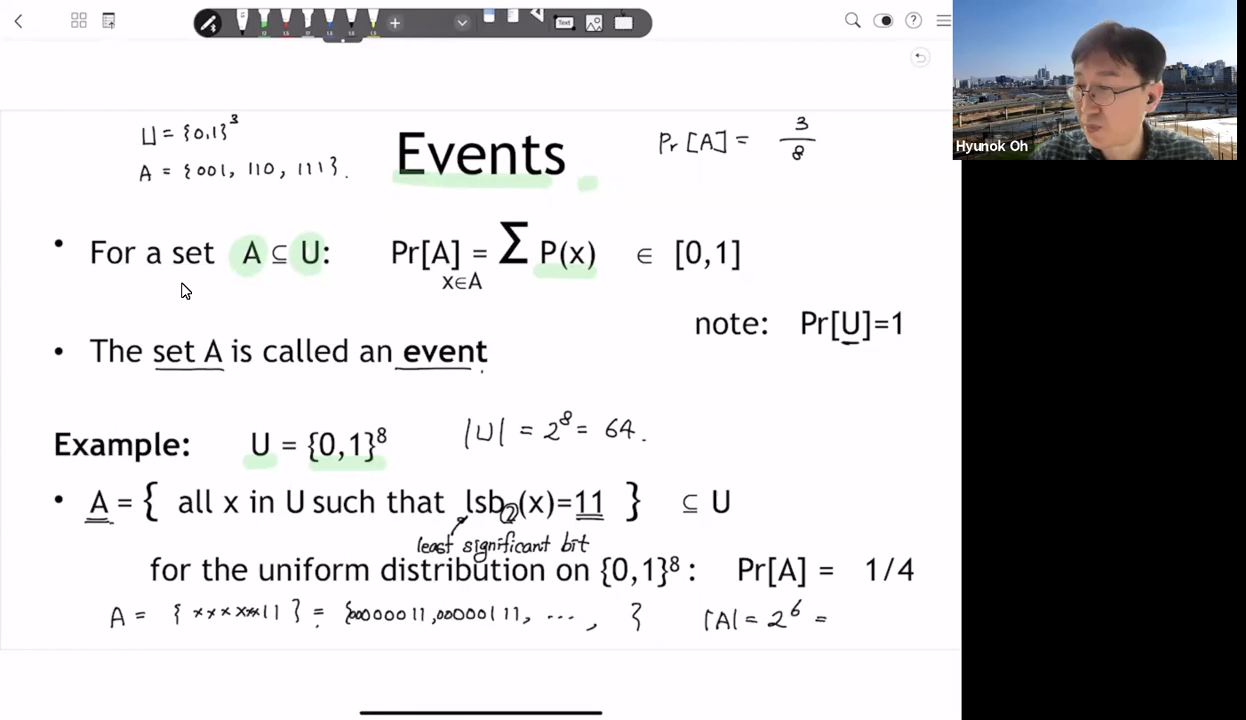 Text
Hyunok Oh
U = {0,1}³
A = {001, 110, 111}.
Events
Pr [A] = 3/8
• For a set A ⊆ U: Pr[A] = Σ P(x) ∈ [0,1]
x∈A
note: Pr[U]=1
• The set A is called an event
Example: U = {0,1}⁸ |U| = 2⁸ = 64.
• A = { all x in U such that lsb₂(x)=11 } ⊆ U
least significant bit
for the uniform distribution on {0,1}⁸ : Pr[A] = 1/4
A = { xxxxxx11 } = {00000011, 00000111, ..., } |A| = 2⁶ =